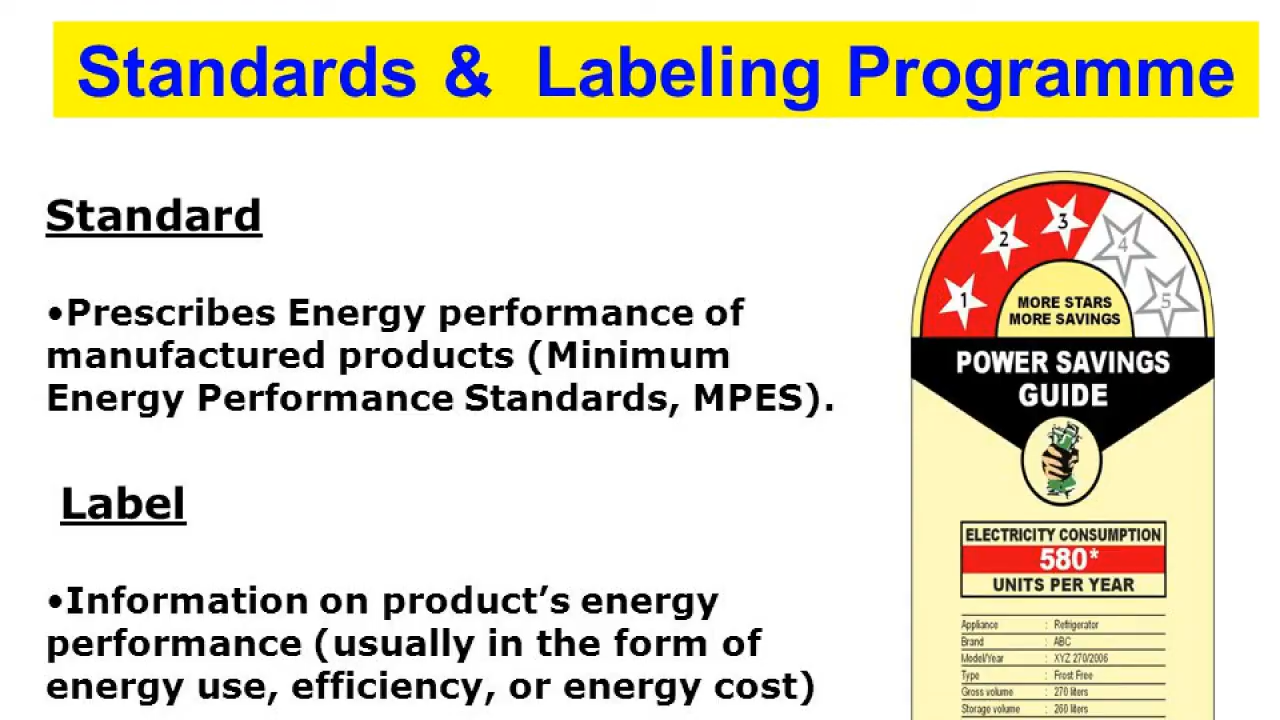 Standards & Labeling Programme
Standard
•Prescribes Energy performance of
manufactured products (Minimum
Energy Performance Standards, MPES).
Label
•Information on product’s energy
performance (usually in the form of
energy use, efficiency, or energy cost)
1 2 3 4 5
MORE STARS
MORE SAVINGS
POWER SAVINGS
GUIDE
ELECTRICITY CONSUMPTION
580*
UNITS PER YEAR
Appliance : Refrigerator
Brand : ABC
Model/Year : XYZ 270/2006
Type : Frost Free
Gross volume : 270 liters
Storage volume : 260 liters